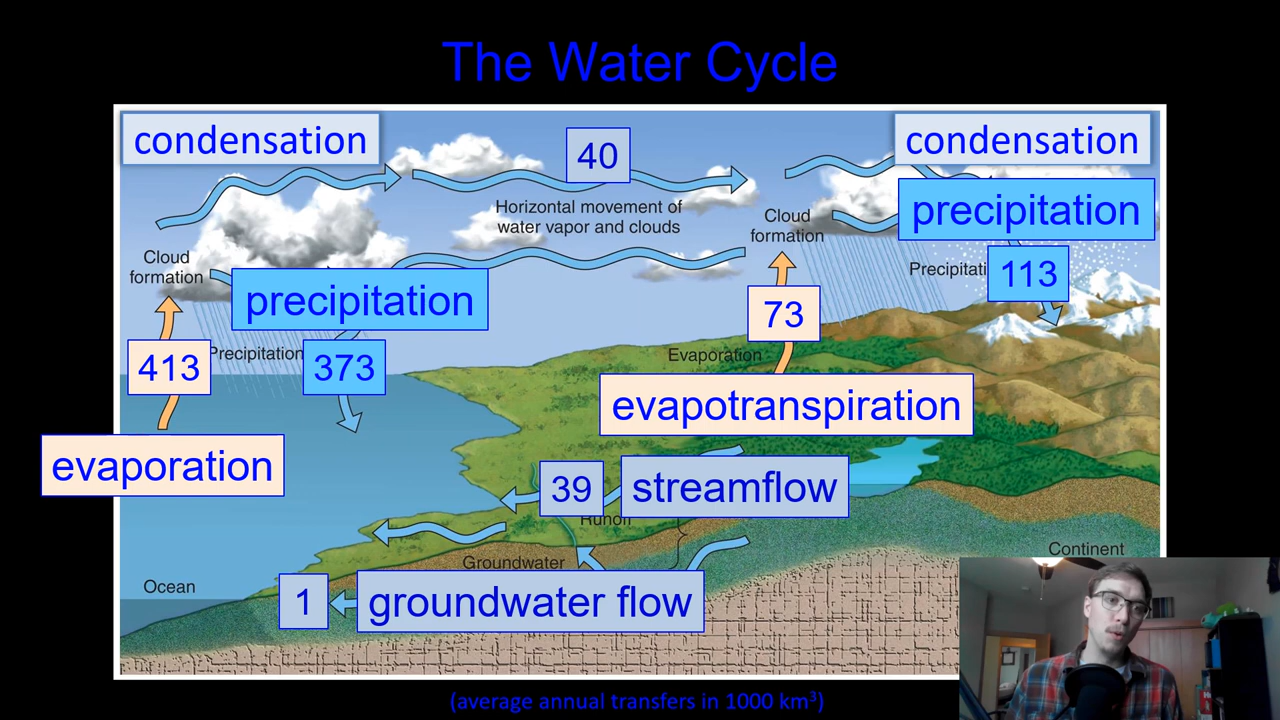 The Water Cycle
condensation
40
condensation
Horizontal movement of
water vapor and clouds
Cloud
formation
precipitation
Cloud
formation
Precipitati
113
precipitation
73
Precipitation
Evaporation
413
373
evapotranspiration
evaporation
39
streamflow
Runoff
Groundwater
Continent
Ocean
1
groundwater flow
(average annual transfers in 1000 km³)